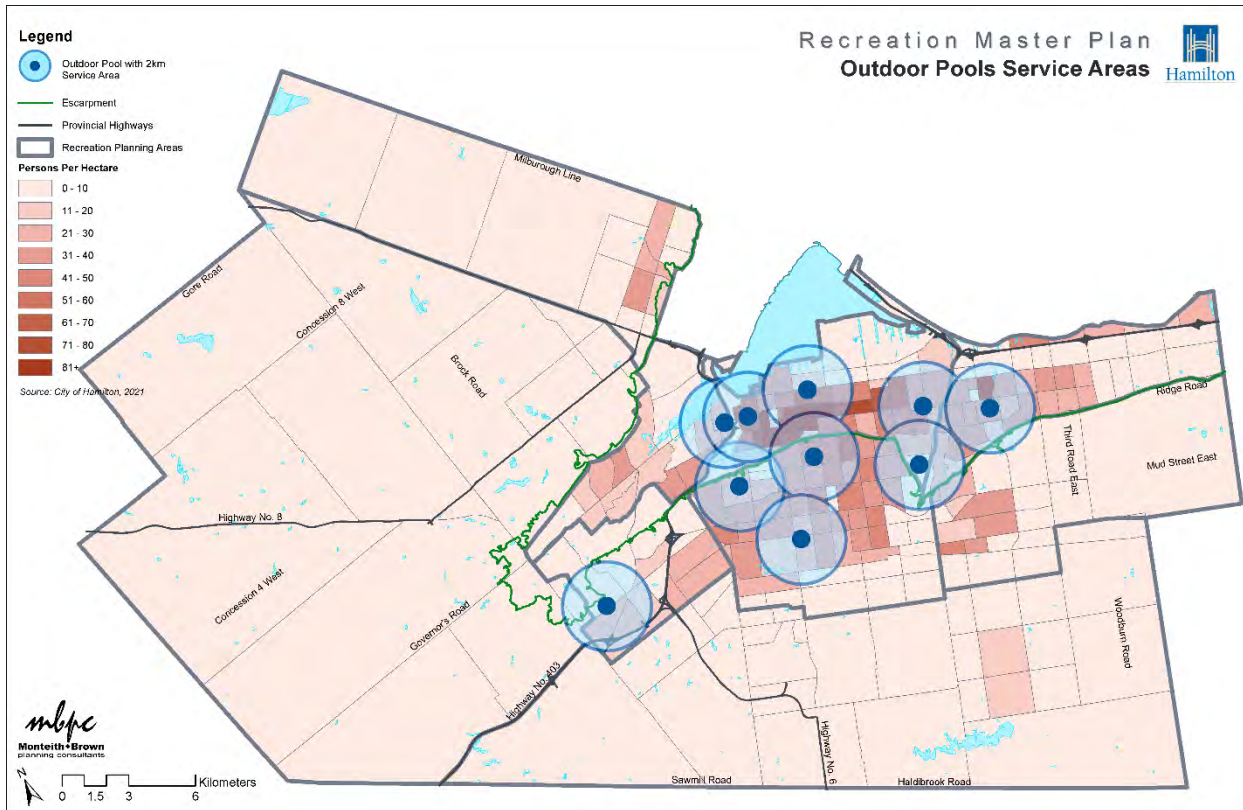 Legend
Outdoor Pool with 2km
Service Area
Escarpment
Provincial Highways
Recreation Planning Areas
Persons Per Hectare
0 - 10
11 - 20
21 - 30
31 - 40
41 - 50
51 - 60
61 - 70
71 - 80
81+
Source: City of Hamilton, 2021
Recreation Master Plan
Outdoor Pools Service Areas
Hamilton
Milburough Line
Gore Road
Concession 8 West
Brock Road
Ridge Road
Third Road East
Mud Street East
Highway No. 8
Concession 4 West
Governor's Road
Woodburn Road
Highway No. 403
Highway No. 6
Sawmill Road
Haldibrook Road
mbpc
Monteith+Brown
planning consultants
N
Kilometers
0 1.5 3 6